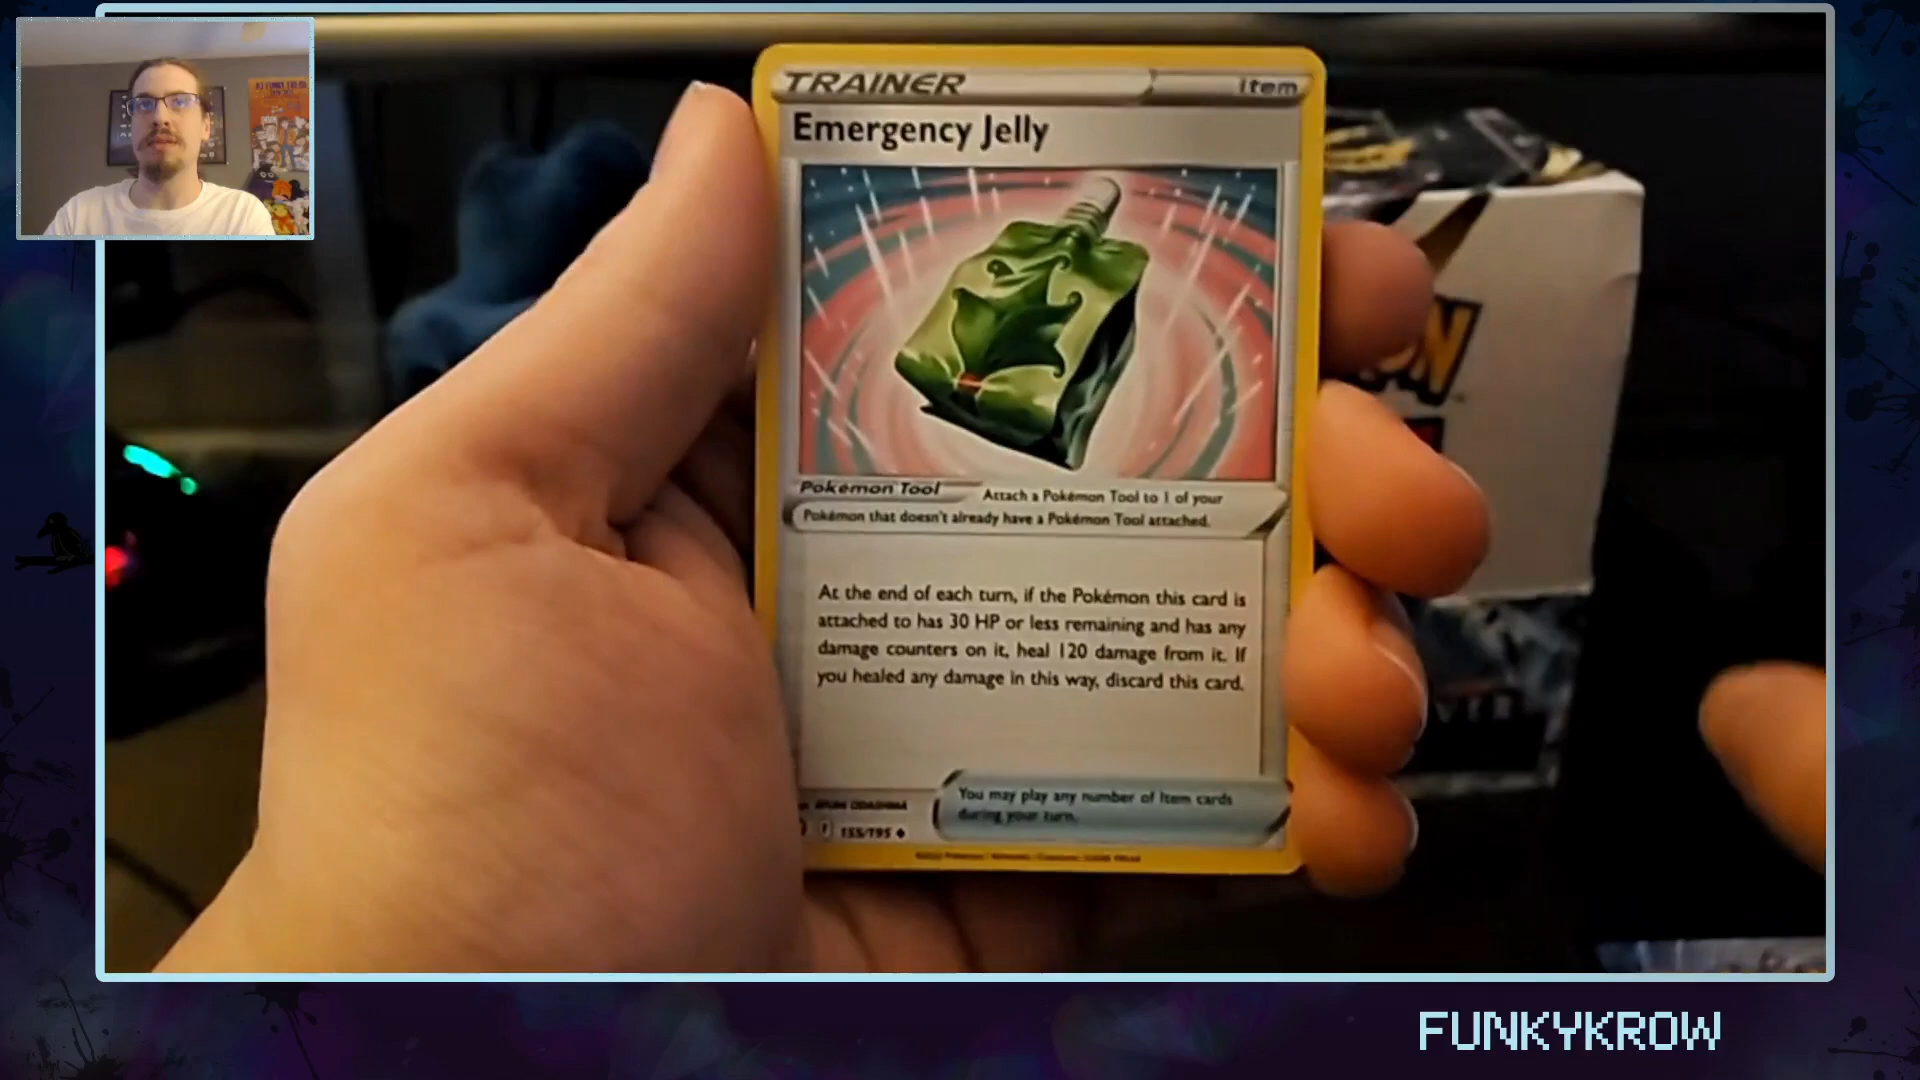 TRAINER
Item
Emergency Jelly
Pokémon Tool
Attach a Pokémon Tool to 1 of your
Pokémon that doesn't already have a Pokémon Tool attached.
At the end of each turn, if the Pokémon this card is
attached to has 30 HP or less remaining and has any
damage counters on it, heal 120 damage from it. If
you healed any damage in this way, discard this card.
You may play any number of Item cards
during your turn.
155/195
FUNKYKROW